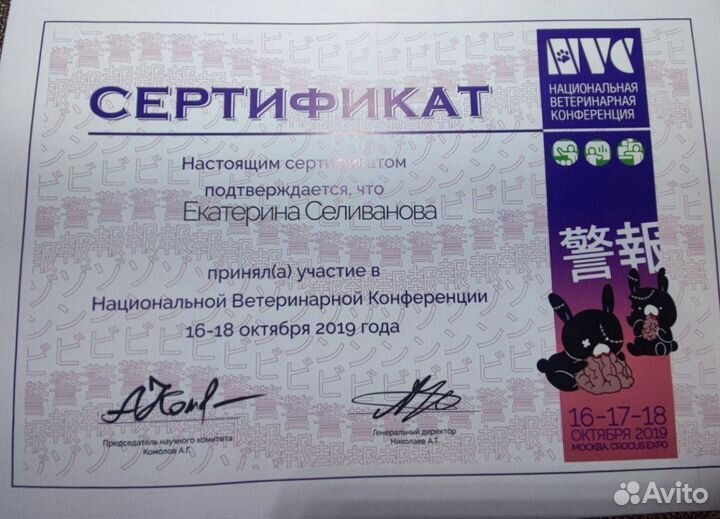 СЕРТИФИКАТ
Настоящим сертификатом
подтверждается, что
Екатерина Селиванова
принял(а) участие в
Национальной Ветеринарной Конференции
16-18 октября 2019 года
Председатель научного комитета
Комолов А.Г.
Генеральный директор
Николаев А.Т.
NVC
НАЦИОНАЛЬНАЯ
ВЕТЕРИНАРНАЯ
КОНФЕРЕНЦИЯ
警報
16-17-18
ОКТЯБРЯ 2019
МОСКВА, CROCUS EXPO
Avito